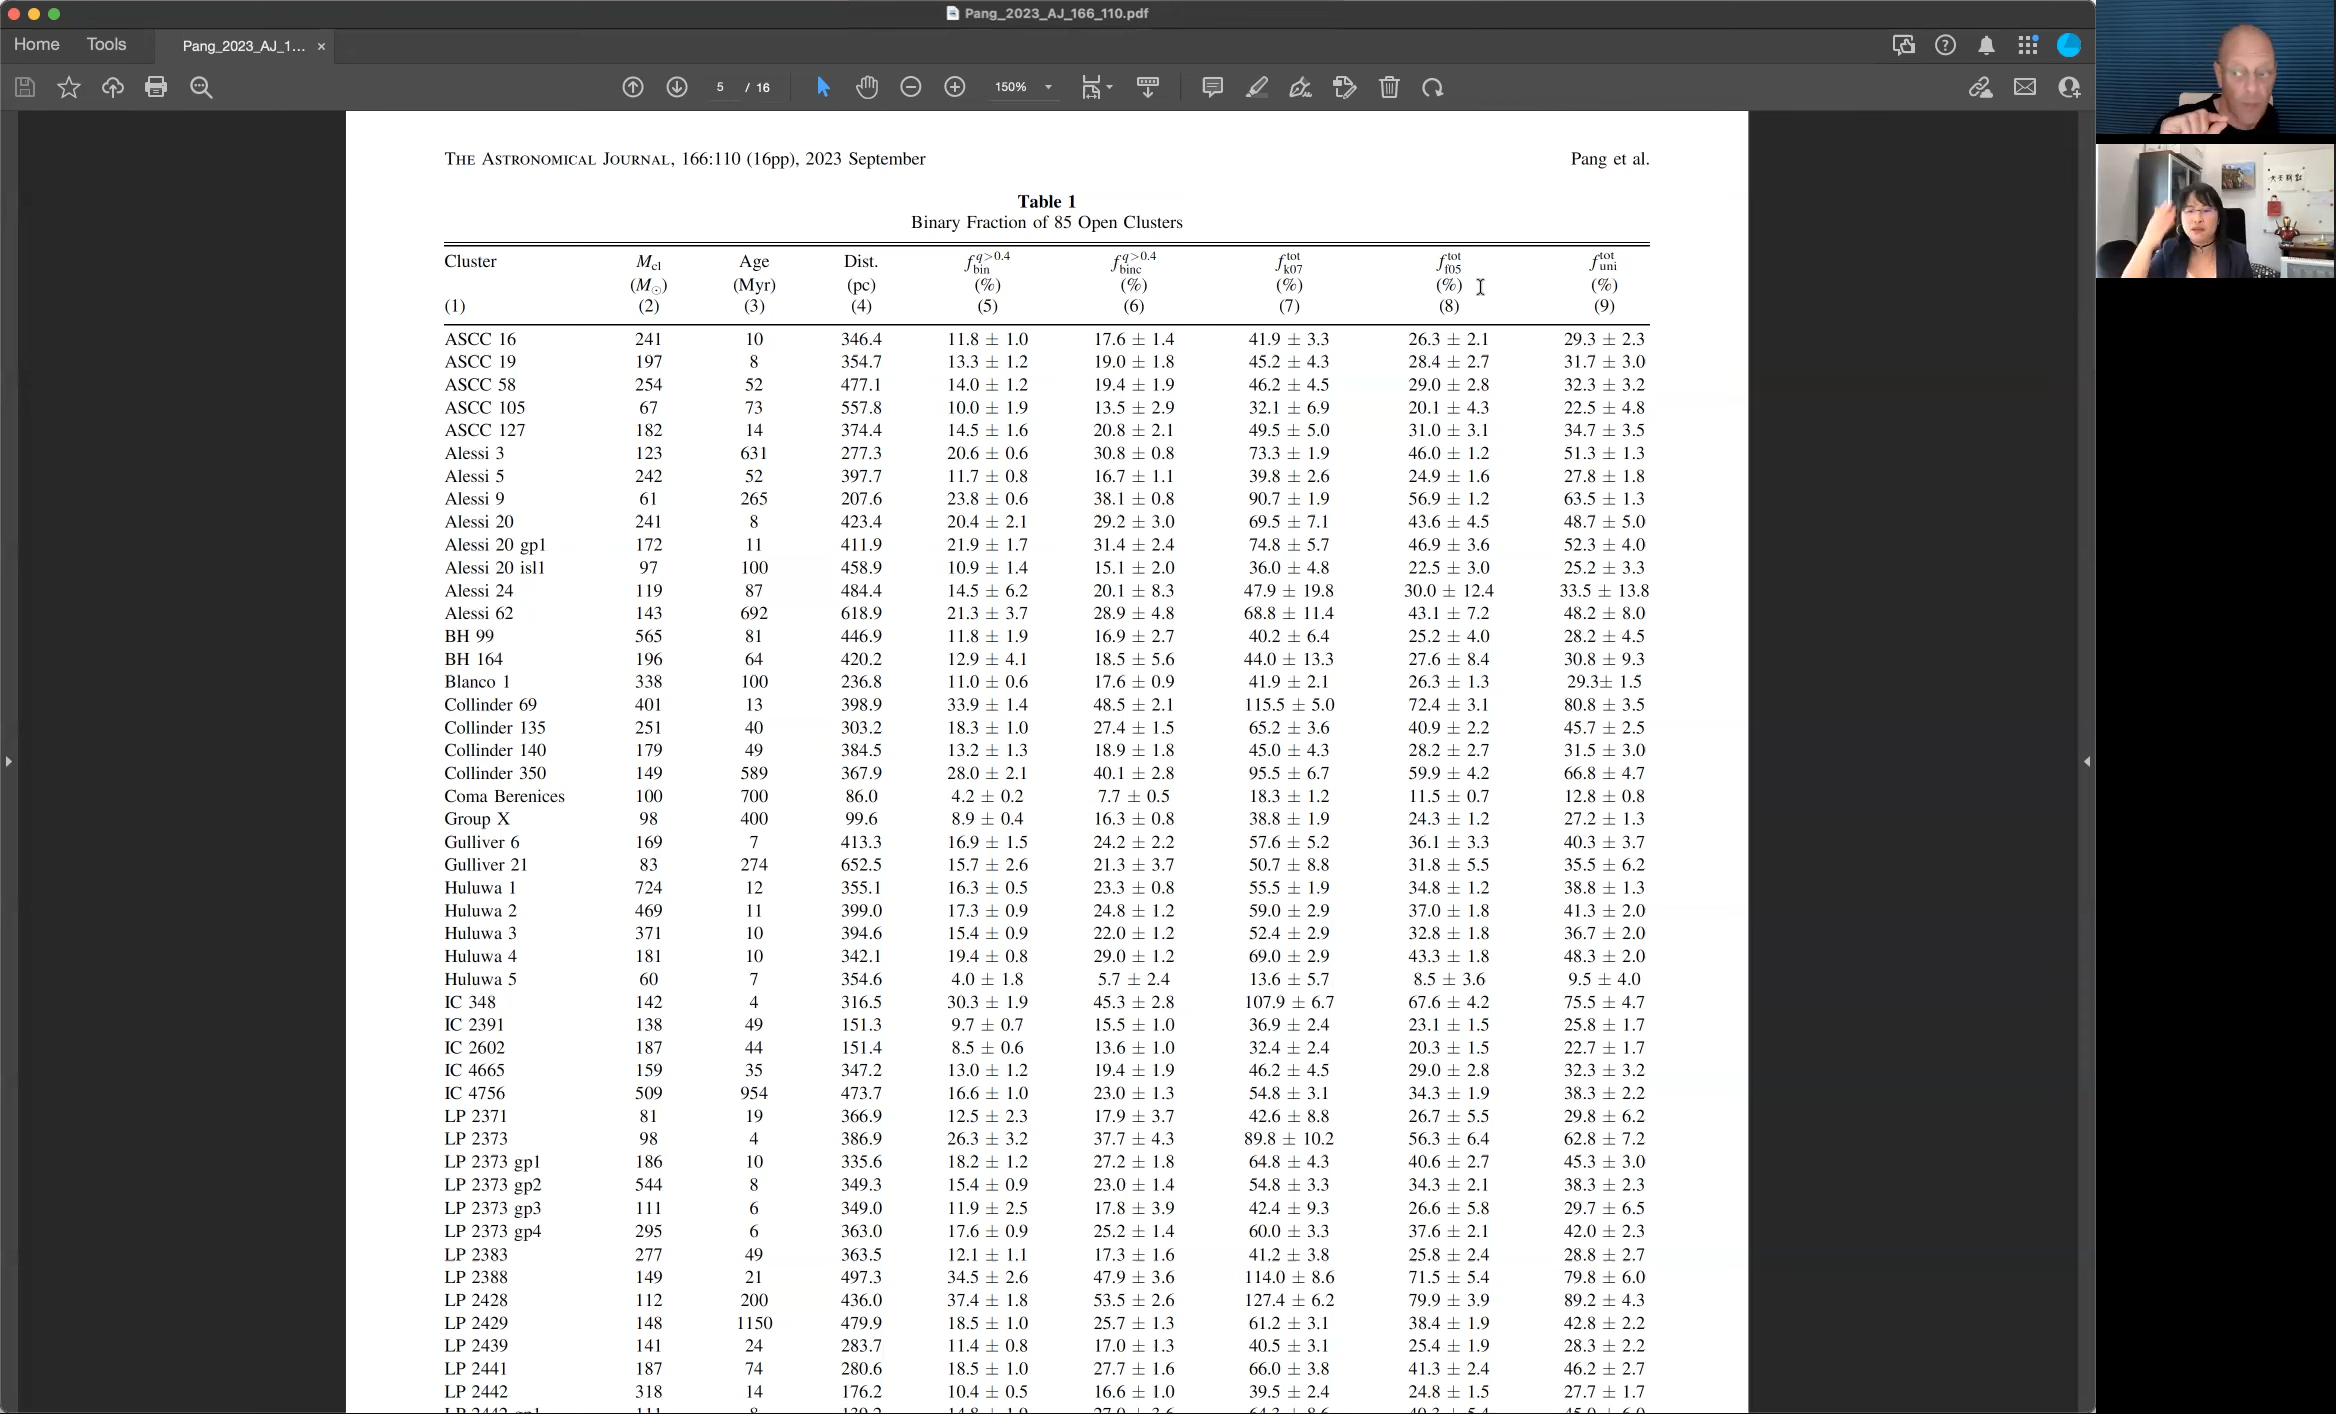 Pang_2023_AJ_166_110.pdf
Home Tools Pang_2023_AJ_1... ×
5 / 16 150%
THE ASTRONOMICAL JOURNAL, 166:110 (16pp), 2023 September Pang et al.
Table 1
Binary Fraction of 85 Open Clusters
Cluster M_cl Age Dist. f_bin^q>0.4 f_binc^q>0.4 f_k07^tot f_f05^tot f_uni^tot
(M_⊙) (Myr) (pc) (%) (%) (%) (%) (%)
(1) (2) (3) (4) (5) (6) (7) (8) (9)
ASCC 16 241 10 346.4 11.8 ± 1.0 17.6 ± 1.4 41.9 ± 3.3 26.3 ± 2.1 29.3 ± 2.3
ASCC 19 197 8 354.7 13.3 ± 1.2 19.0 ± 1.8 45.2 ± 4.3 28.4 ± 2.7 31.7 ± 3.0
ASCC 58 254 52 477.1 14.0 ± 1.2 19.4 ± 1.9 46.2 ± 4.5 29.0 ± 2.8 32.3 ± 3.2
ASCC 105 67 73 557.8 10.0 ± 1.9 13.5 ± 2.9 32.1 ± 6.9 20.1 ± 4.3 22.5 ± 4.8
ASCC 127 182 14 374.4 14.5 ± 1.6 20.8 ± 2.1 49.5 ± 5.0 31.0 ± 3.1 34.7 ± 3.5
Alessi 3 123 631 277.3 20.6 ± 0.6 30.8 ± 0.8 73.3 ± 1.9 46.0 ± 1.2 51.3 ± 1.3
Alessi 5 242 52 397.7 11.7 ± 0.8 16.7 ± 1.1 39.8 ± 2.6 24.9 ± 1.6 27.8 ± 1.8
Alessi 9 61 265 207.6 23.8 ± 0.6 38.1 ± 0.8 90.7 ± 1.9 56.9 ± 1.2 63.5 ± 1.3
Alessi 20 241 8 423.4 20.4 ± 2.1 29.2 ± 3.0 69.5 ± 7.1 43.6 ± 4.5 48.7 ± 5.0
Alessi 20 gp1 172 11 411.9 21.9 ± 1.7 31.4 ± 2.4 74.8 ± 5.7 46.9 ± 3.6 52.3 ± 4.0
Alessi 20 isl1 97 100 458.9 10.9 ± 1.4 15.1 ± 2.0 36.0 ± 4.8 22.5 ± 3.0 25.2 ± 3.3
Alessi 24 119 87 484.4 14.5 ± 6.2 20.1 ± 8.3 47.9 ± 19.8 30.0 ± 12.4 33.5 ± 13.8
Alessi 62 143 692 618.9 21.3 ± 3.7 28.9 ± 4.8 68.8 ± 11.4 43.1 ± 7.2 48.2 ± 8.0
BH 99 565 81 446.9 11.8 ± 1.9 16.9 ± 2.7 40.2 ± 6.4 25.2 ± 4.0 28.2 ± 4.5
BH 164 196 64 420.2 12.9 ± 4.1 18.5 ± 5.6 44.0 ± 13.3 27.6 ± 8.4 30.8 ± 9.3
Blanco 1 338 100 236.8 11.0 ± 0.6 17.6 ± 0.9 41.9 ± 2.1 26.3 ± 1.3 29.3± 1.5
Collinder 69 401 13 398.9 33.9 ± 1.4 48.5 ± 2.1 115.5 ± 5.0 72.4 ± 3.1 80.8 ± 3.5
Collinder 135 251 40 303.2 18.3 ± 1.0 27.4 ± 1.5 65.2 ± 3.6 40.9 ± 2.2 45.7 ± 2.5
Collinder 140 179 49 384.5 13.2 ± 1.3 18.9 ± 1.8 45.0 ± 4.3 28.2 ± 2.7 31.5 ± 3.0
Collinder 350 149 589 367.9 28.0 ± 2.1 40.1 ± 2.8 95.5 ± 6.7 59.9 ± 4.2 66.8 ± 4.7
Coma Berenices 100 700 86.0 4.2 ± 0.2 7.7 ± 0.5 18.3 ± 1.2 11.5 ± 0.7 12.8 ± 0.8
Group X 98 400 99.6 8.9 ± 0.4 16.3 ± 0.8 38.8 ± 1.9 24.3 ± 1.2 27.2 ± 1.3
Gulliver 6 169 7 413.3 16.9 ± 1.5 24.2 ± 2.2 57.6 ± 5.2 36.1 ± 3.3 40.3 ± 3.7
Gulliver 21 83 274 652.5 15.7 ± 2.6 21.3 ± 3.7 50.7 ± 8.8 31.8 ± 5.5 35.5 ± 6.2
Huluwa 1 724 12 355.1 16.3 ± 0.5 23.3 ± 0.8 55.5 ± 1.9 34.8 ± 1.2 38.8 ± 1.3
Huluwa 2 469 11 399.0 17.3 ± 0.9 24.8 ± 1.2 59.0 ± 2.9 37.0 ± 1.8 41.3 ± 2.0
Huluwa 3 371 10 394.6 15.4 ± 0.9 22.0 ± 1.2 52.4 ± 2.9 32.8 ± 1.8 36.7 ± 2.0
Huluwa 4 181 10 342.1 19.4 ± 0.8 29.0 ± 1.2 69.0 ± 2.9 43.3 ± 1.8 48.3 ± 2.0
Huluwa 5 60 7 354.6 4.0 ± 1.8 5.7 ± 2.4 13.6 ± 5.7 8.5 ± 3.6 9.5 ± 4.0
IC 348 142 4 316.5 30.3 ± 1.9 45.3 ± 2.8 107.9 ± 6.7 67.6 ± 4.2 75.5 ± 4.7
IC 2391 138 49 151.3 9.7 ± 0.7 15.5 ± 1.0 36.9 ± 2.4 23.1 ± 1.5 25.8 ± 1.7
IC 2602 187 44 151.4 8.5 ± 0.6 13.6 ± 1.0 32.4 ± 2.4 20.3 ± 1.5 22.7 ± 1.7
IC 4665 159 35 347.2 13.0 ± 1.2 19.4 ± 1.9 46.2 ± 4.5 29.0 ± 2.8 32.3 ± 3.2
IC 4756 509 954 473.7 16.6 ± 1.0 23.0 ± 1.3 54.8 ± 3.1 34.3 ± 1.9 38.3 ± 2.2
LP 2371 81 19 366.9 12.5 ± 2.3 17.9 ± 3.7 42.6 ± 8.8 26.7 ± 5.5 29.8 ± 6.2
LP 2373 98 4 386.9 26.3 ± 3.2 37.7 ± 4.3 89.8 ± 10.2 56.3 ± 6.4 62.8 ± 7.2
LP 2373 gp1 186 10 335.6 18.2 ± 1.2 27.2 ± 1.8 64.8 ± 4.3 40.6 ± 2.7 45.3 ± 3.0
LP 2373 gp2 544 8 349.3 15.4 ± 0.9 23.0 ± 1.4 54.8 ± 3.3 34.3 ± 2.1 38.3 ± 2.3
LP 2373 gp3 111 6 349.0 11.9 ± 2.5 17.8 ± 3.9 42.4 ± 9.3 26.6 ± 5.8 29.7 ± 6.5
LP 2373 gp4 295 6 363.0 17.6 ± 0.9 25.2 ± 1.4 60.0 ± 3.3 37.6 ± 2.1 42.0 ± 2.3
LP 2383 277 49 363.5 12.1 ± 1.1 17.3 ± 1.6 41.2 ± 3.8 25.8 ± 2.4 28.8 ± 2.7
LP 2388 149 21 497.3 34.5 ± 2.6 47.9 ± 3.6 114.0 ± 8.6 71.5 ± 5.4 79.8 ± 6.0
LP 2428 112 200 436.0 37.4 ± 1.8 53.5 ± 2.6 127.4 ± 6.2 79.9 ± 3.9 89.2 ± 4.3
LP 2429 148 1150 479.9 18.5 ± 1.0 25.7 ± 1.3 61.2 ± 3.1 38.4 ± 1.9 42.8 ± 2.2
LP 2439 141 24 283.7 11.4 ± 0.8 17.0 ± 1.3 40.5 ± 3.1 25.4 ± 1.9 28.3 ± 2.2
LP 2441 187 74 280.6 18.5 ± 1.0 27.7 ± 1.6 66.0 ± 3.8 41.3 ± 2.4 46.2 ± 2.7
LP 2442 318 14 176.2 10.4 ± 0.5 16.6 ± 1.0 39.5 ± 2.4 24.8 ± 1.5 27.7 ± 1.7